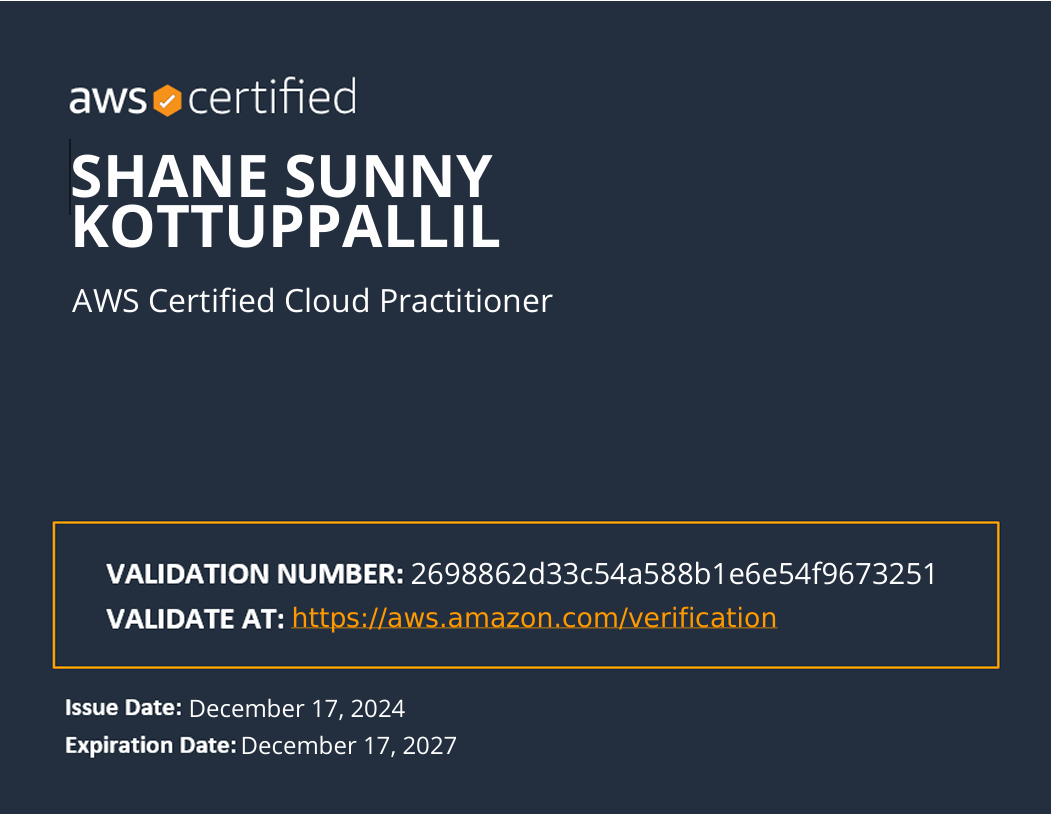 aws certified
SHANE SUNNY
KOTTUPPALLIL
AWS Certified Cloud Practitioner
VALIDATION NUMBER: 2698862d33c54a588b1e6e54f9673251
VALIDATE AT: https://aws.amazon.com/verification
Issue Date: December 17, 2024
Expiration Date: December 17, 2027